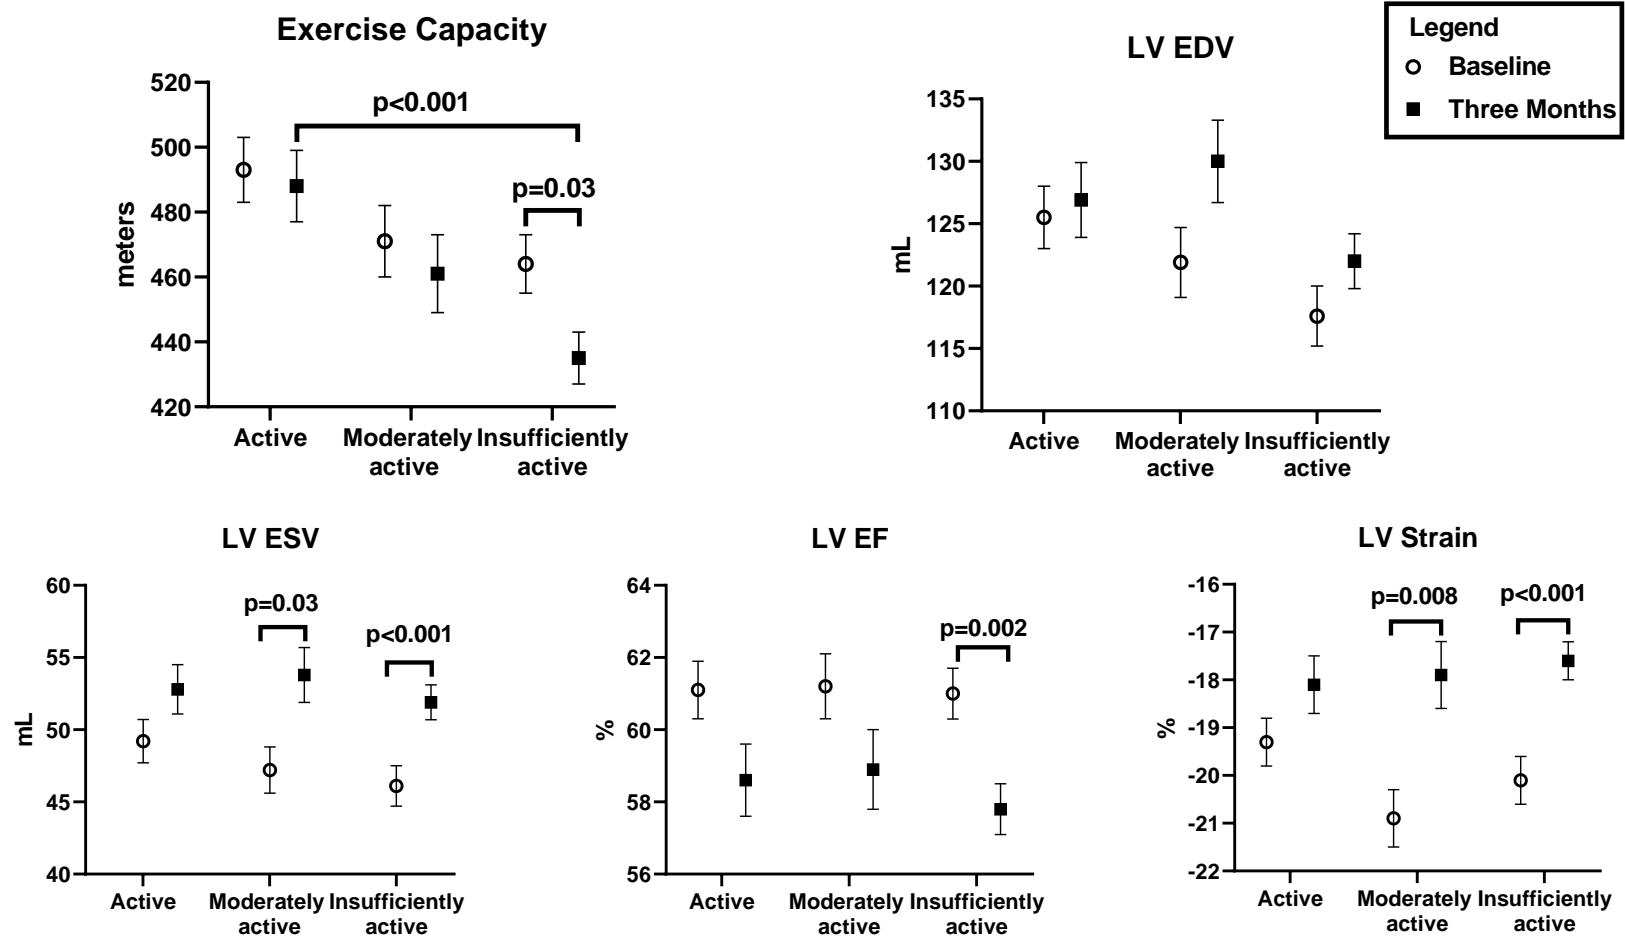 Exercise Capacity
520
500
480
460
440
420
meters
p<0.001
p=0.03
Active
Moderately
active
Insufficiently
active
LV EDV
135
130
125
120
115
110
mL
Active
Moderately
active
Insufficiently
active
Legend
Baseline
Three Months
LV ESV
60
55
50
45
40
mL
p=0.03
p<0.001
Active
Moderately
active
Insufficiently
active
LV EF
64
62
60
58
56
%
p=0.002
Active
Moderately
active
Insufficiently
active
LV Strain
-16
-17
-18
-19
-20
-21
-22
%
p=0.008
p<0.001
Active
Moderately
active
Insufficiently
active